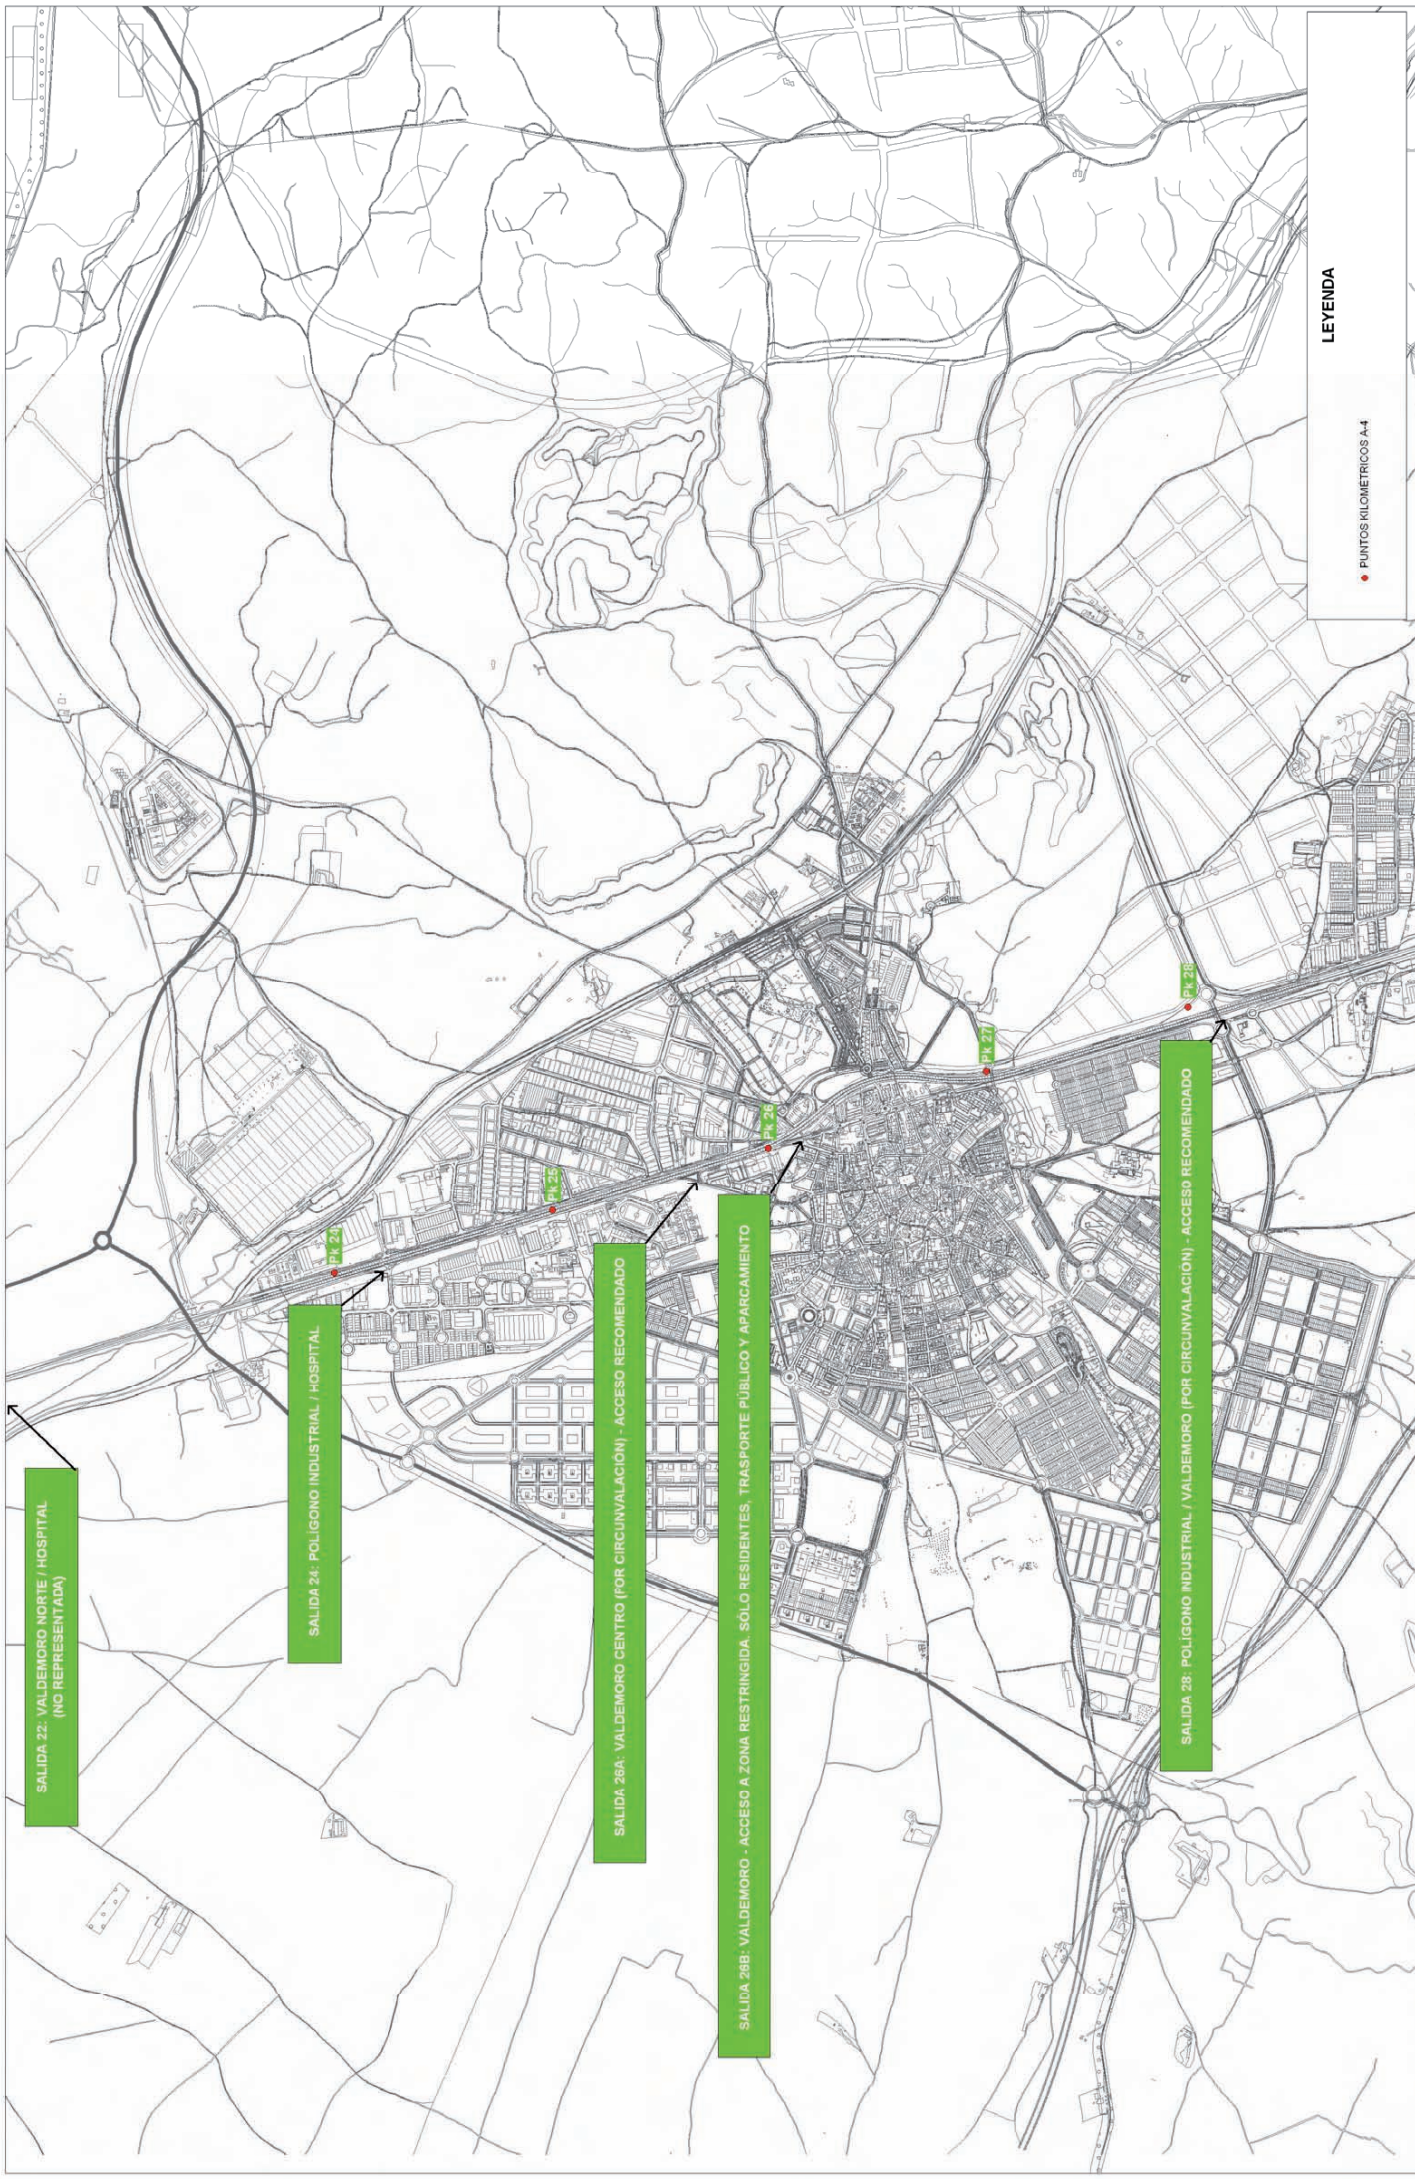 SALIDA 22: VALDEMORO NORTE / HOSPITAL
(NO REPRESENTADA)
SALIDA 24: POLÍGONO INDUSTRIAL / HOSPITAL
Pk 24
Pk 25
SALIDA 26A: VALDEMORO CENTRO (POR CIRCUNVALACIÓN) - ACCESO RECOMENDADO
SALIDA 26B: VALDEMORO - ACCESO A ZONA RESTRINGIDA. SÓLO RESIDENTES, TRASPORTE PÚBLICO Y APARCAMIENTO
Pk 26
Pk 27
SALIDA 28: POLÍGONO INDUSTRIAL / VALDEMORO (POR CIRCUNVALACIÓN) - ACCESO RECOMENDADO
Pk 28
LEYENDA
PUNTOS KILOMÉTRICOS A-4